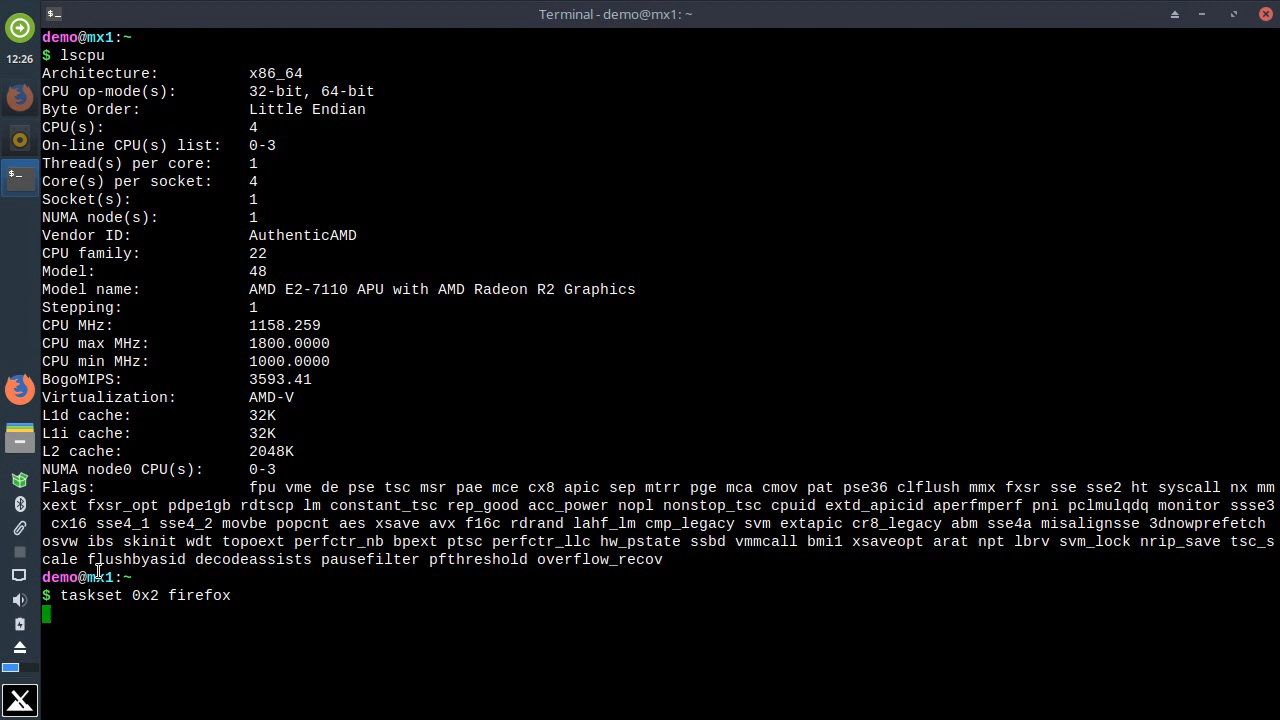 Terminal - demo@mx1: ~
12:26
demo@mx1:~
$ lscpu
Architecture: x86_64
CPU op-mode(s): 32-bit, 64-bit
Byte Order: Little Endian
CPU(s): 4
On-line CPU(s) list: 0-3
Thread(s) per core: 1
Core(s) per socket: 4
Socket(s): 1
NUMA node(s): 1
Vendor ID: AuthenticAMD
CPU family: 22
Model: 48
Model name: AMD E2-7110 APU with AMD Radeon R2 Graphics
Stepping: 1
CPU MHz: 1158.259
CPU max MHz: 1800.0000
CPU min MHz: 1000.0000
BogoMIPS: 3593.41
Virtualization: AMD-V
L1d cache: 32K
L1i cache: 32K
L2 cache: 2048K
NUMA node0 CPU(s): 0-3
Flags: fpu vme de pse tsc msr pae mce cx8 apic sep mtrr pge mca cmov pat pse36 clflush mmx fxsr sse sse2 ht syscall nx mm
xext fxsr_opt pdpe1gb rdtscp lm constant_tsc rep_good acc_power nopl nonstop_tsc cpuid extd_apicid aperfmperf pni pclmulqdq monitor ssse3
cx16 sse4_1 sse4_2 movbe popcnt aes xsave avx f16c rdrand lahf_lm cmp_legacy svm extapic cr8_legacy abm sse4a misalignsse 3dnowprefetch
osvw ibs skinit wdt topoext perfctr_nb bpext ptsc perfctr_llc hw_pstate ssbd vmmcall bmi1 xsaveopt arat npt lbrv svm_lock nrip_save tsc_s
cale flushbyasid decodeassists pausefilter pfthreshold overflow_recov
demo@mx1:~
$ taskset 0x2 firefox